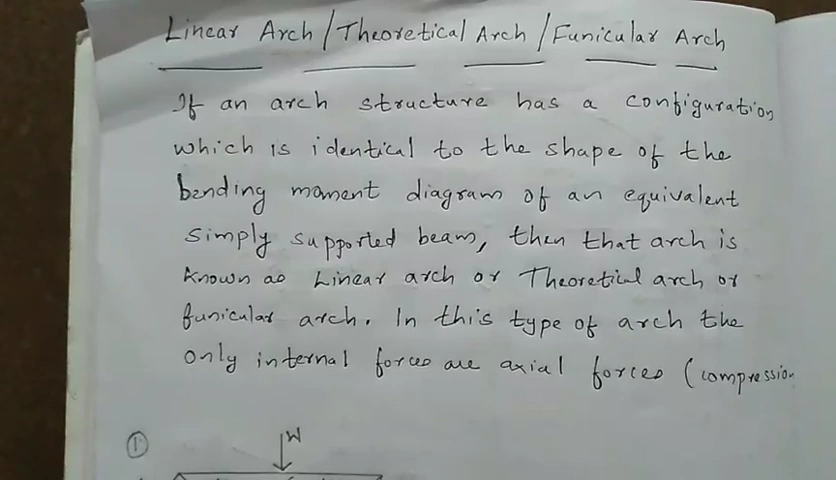 Linear Arch/Theoretical Arch/Funicular Arch
If an arch structure has a configuration
which is identical to the shape of the
bending moment diagram of an equivalent
simply supported beam, then that arch is
known as Linear arch or Theoretical arch or
funicular arch. In this type of arch the
only internal forces are axial forces (compression
1
W